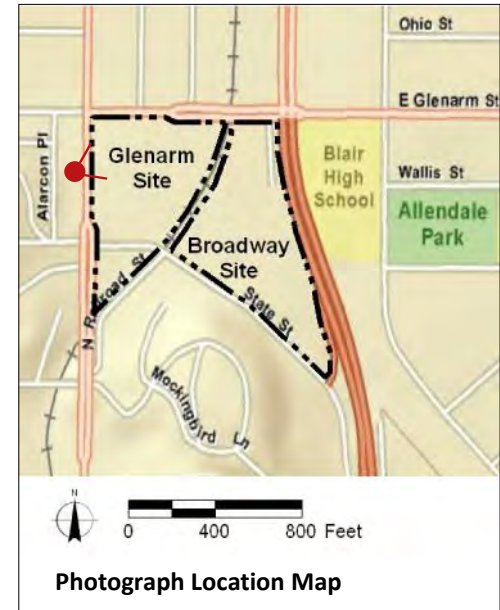 Ohio St
E Glenarm St
Alarcon Pl
Glenarm
Site
Blair
High
School
Wallis St
Allendale
Park
Broadway
Site
N R road St
State St
Mockingbird Ln
N
0 400 800 Feet
Photograph Location Map